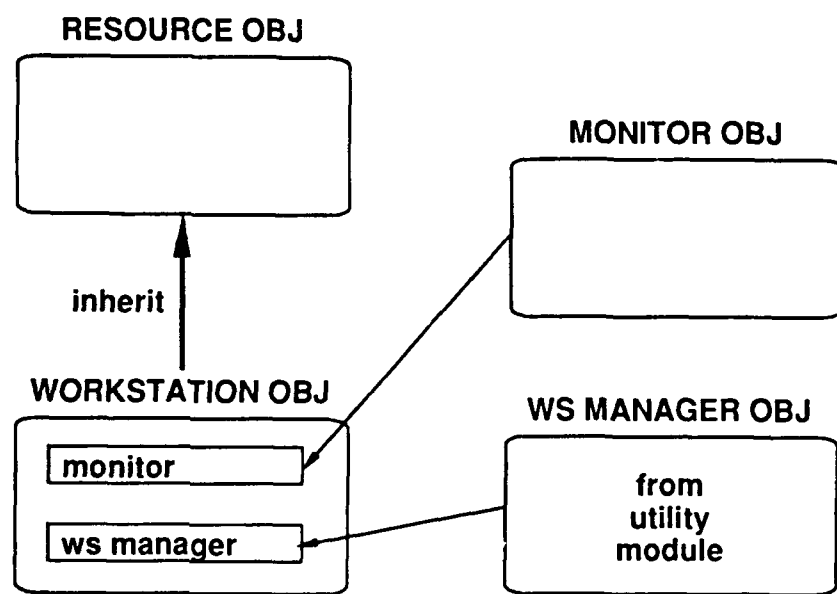 RESOURCE OBJ
MONITOR OBJ
inherit
WORKSTATION OBJ
monitor
ws manager
WS MANAGER OBJ
from
utility
module